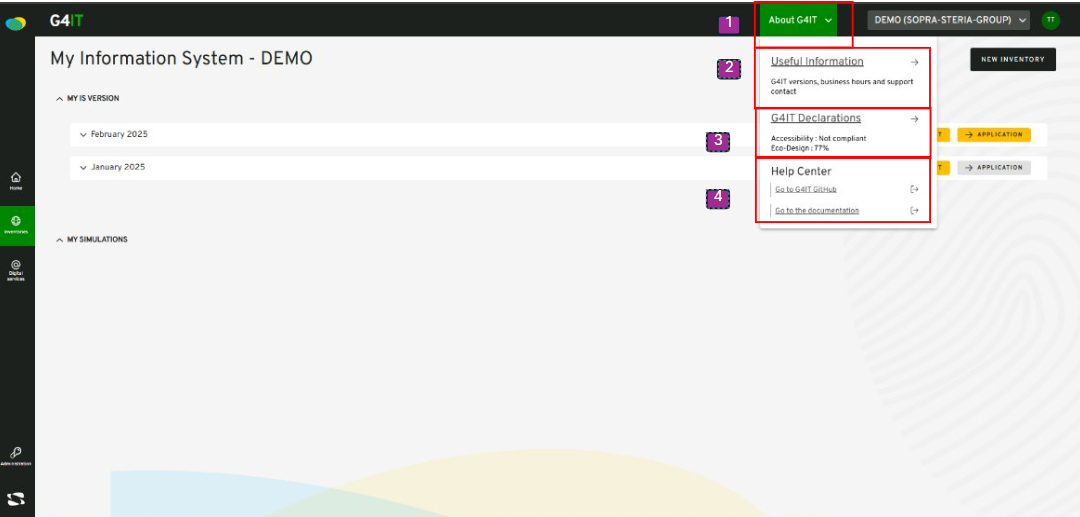 G4IT
1
About G4IT
DEMO (SOPRA-STERIA-GROUP)
TT
My Information System - DEMO
NEW INVENTORY
2
Useful Information
G4IT versions, business hours and support
contact
MY IS VERSION
3
G4IT Declarations
Accessibility : Not compliant
Eco-Design : 77%
February 2025
T
APPLICATION
January 2025
T
APPLICATION
4
Help Center
Go to G4IT GitHub
Go to the documentation
MY SIMULATIONS
Home
Inventories
Digital
services
Administration